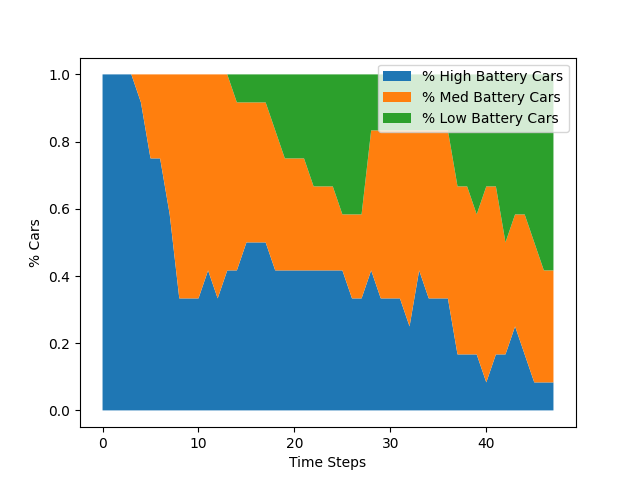 1.0
0.8
0.6
0.4
0.2
0.0
% Cars
% High Battery Cars
% Med Battery Cars
% Low Battery Cars
0 10 20 30 40
Time Steps